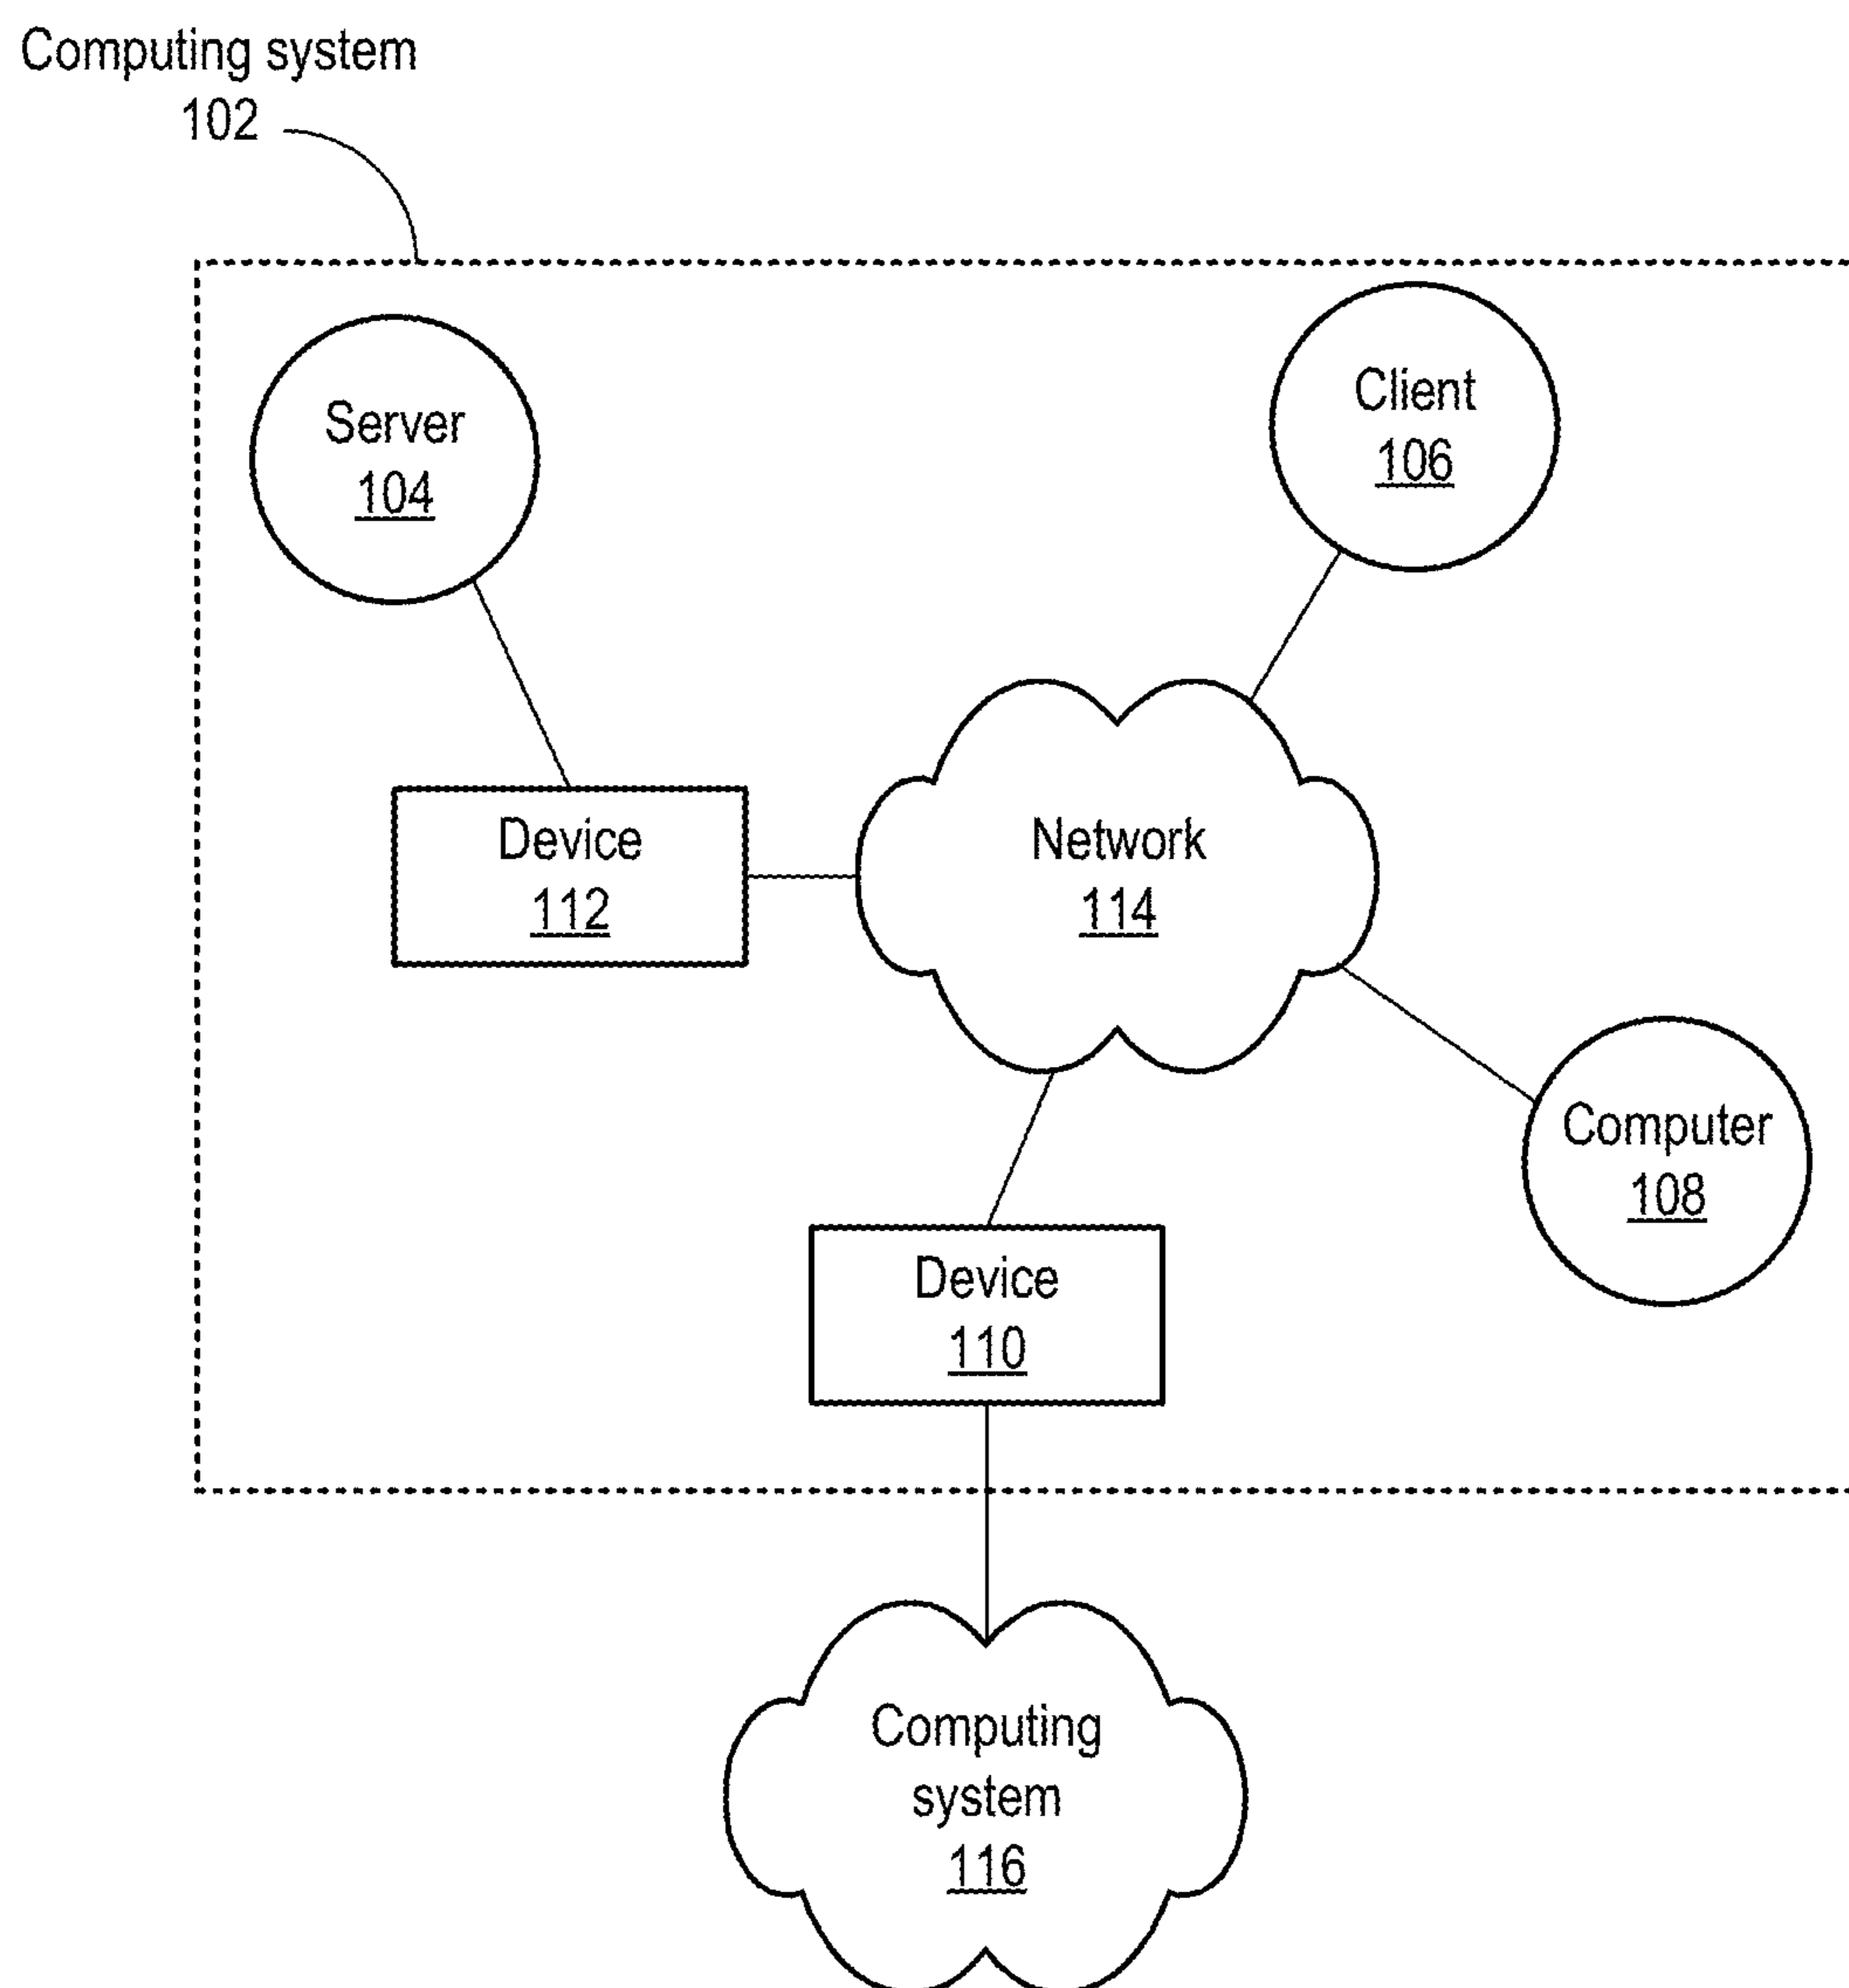 Computing system
102
Client
106
Server
104
Device
112
Network
114
Computer
108
Device
110
Computing
system
116